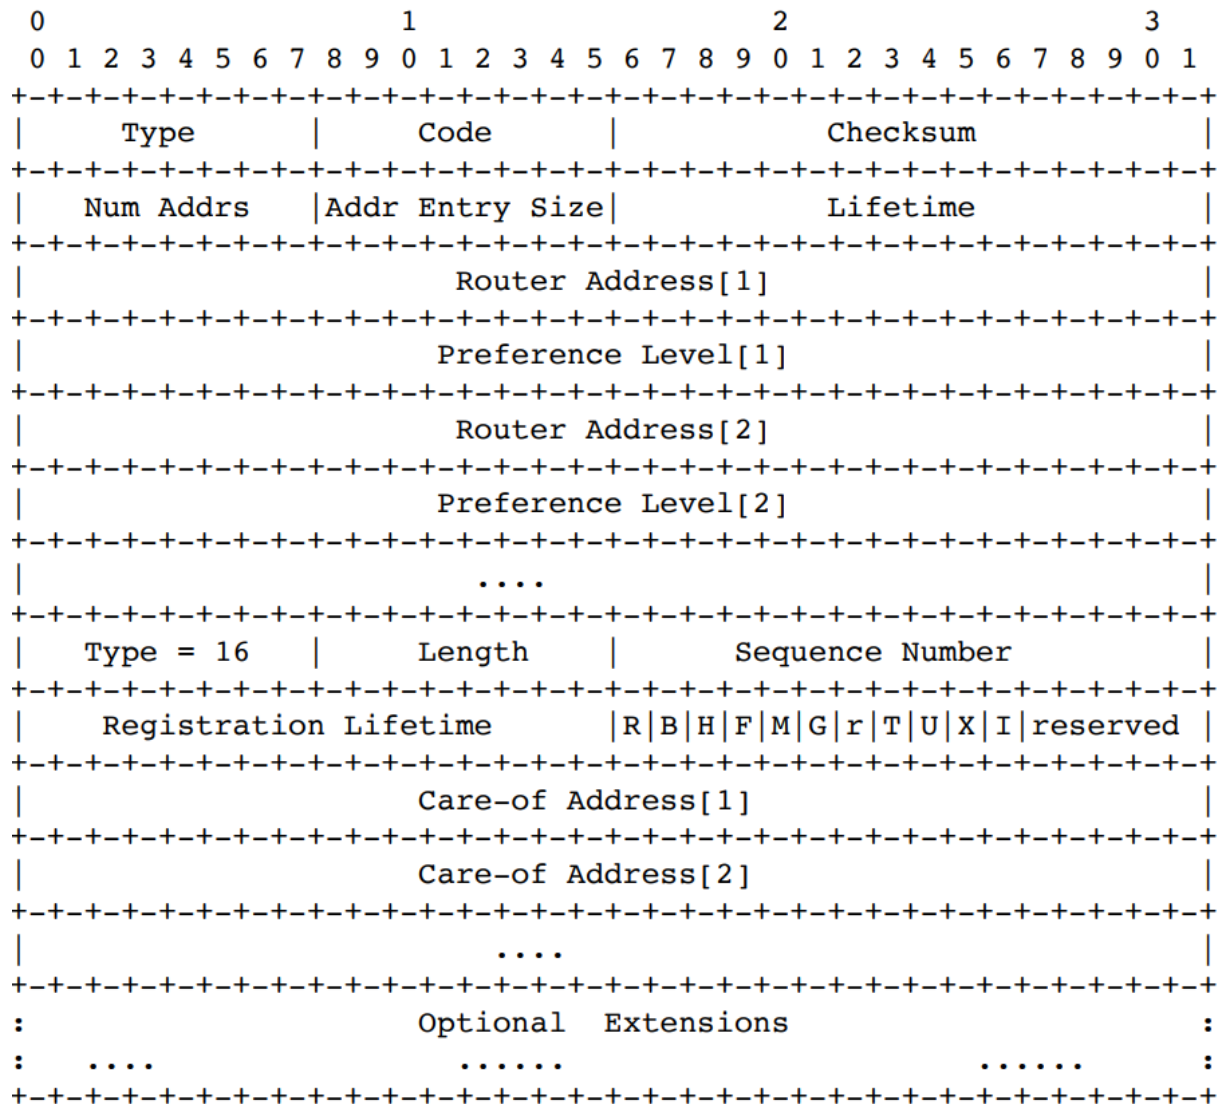 0                   1                   2                   3
 0 1 2 3 4 5 6 7 8 9 0 1 2 3 4 5 6 7 8 9 0 1 2 3 4 5 6 7 8 9 0 1
+-+-+-+-+-+-+-+-+-+-+-+-+-+-+-+-+-+-+-+-+-+-+-+-+-+-+-+-+-+-+-+-+
|     Type      |     Code      |           Checksum            |
+-+-+-+-+-+-+-+-+-+-+-+-+-+-+-+-+-+-+-+-+-+-+-+-+-+-+-+-+-+-+-+-+
|   Num Addrs   |Addr Entry Size|           Lifetime            |
+-+-+-+-+-+-+-+-+-+-+-+-+-+-+-+-+-+-+-+-+-+-+-+-+-+-+-+-+-+-+-+-+
|                       Router Address[1]                       |
+-+-+-+-+-+-+-+-+-+-+-+-+-+-+-+-+-+-+-+-+-+-+-+-+-+-+-+-+-+-+-+-+
|                      Preference Level[1]                      |
+-+-+-+-+-+-+-+-+-+-+-+-+-+-+-+-+-+-+-+-+-+-+-+-+-+-+-+-+-+-+-+-+
|                       Router Address[2]                       |
+-+-+-+-+-+-+-+-+-+-+-+-+-+-+-+-+-+-+-+-+-+-+-+-+-+-+-+-+-+-+-+-+
|                      Preference Level[2]                      |
+-+-+-+-+-+-+-+-+-+-+-+-+-+-+-+-+-+-+-+-+-+-+-+-+-+-+-+-+-+-+-+-+
|                        ....                                   |
+-+-+-+-+-+-+-+-+-+-+-+-+-+-+-+-+-+-+-+-+-+-+-+-+-+-+-+-+-+-+-+-+
|   Type = 16   |     Length    |      Sequence Number          |
+-+-+-+-+-+-+-+-+-+-+-+-+-+-+-+-+-+-+-+-+-+-+-+-+-+-+-+-+-+-+-+-+
|    Registration Lifetime      |R|B|H|F|M|G|r|T|U|X|I|reserved |
+-+-+-+-+-+-+-+-+-+-+-+-+-+-+-+-+-+-+-+-+-+-+-+-+-+-+-+-+-+-+-+-+
|                     Care-of Address[1]                        |
+-+-+-+-+-+-+-+-+-+-+-+-+-+-+-+-+-+-+-+-+-+-+-+-+-+-+-+-+-+-+-+-+
|                     Care-of Address[2]                        |
+-+-+-+-+-+-+-+-+-+-+-+-+-+-+-+-+-+-+-+-+-+-+-+-+-+-+-+-+-+-+-+-+
|                         ....                                  |
+-+-+-+-+-+-+-+-+-+-+-+-+-+-+-+-+-+-+-+-+-+-+-+-+-+-+-+-+-+-+-+-+
:                     Optional  Extensions                      :
:   ....                ......                      ......      :
+-+-+-+-+-+-+-+-+-+-+-+-+-+-+-+-+-+-+-+-+-+-+-+-+-+-+-+-+-+-+-+-+